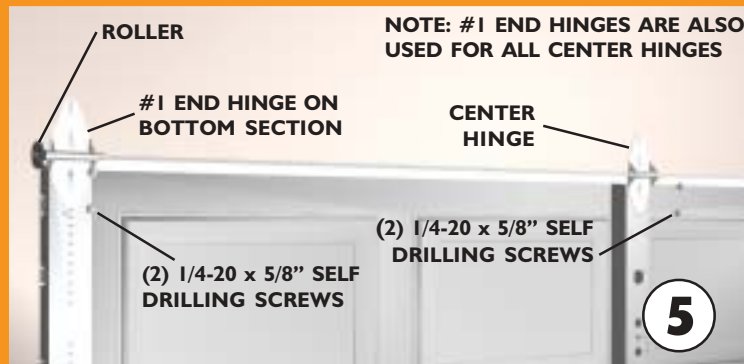 ROLLER
NOTE: #1 END HINGES ARE ALSO
USED FOR ALL CENTER HINGES
#1 END HINGE ON
BOTTOM SECTION
CENTER
HINGE
(2) 1/4-20 x 5/8” SELF
DRILLING SCREWS
(2) 1/4-20 x 5/8” SELF
DRILLING SCREWS
5